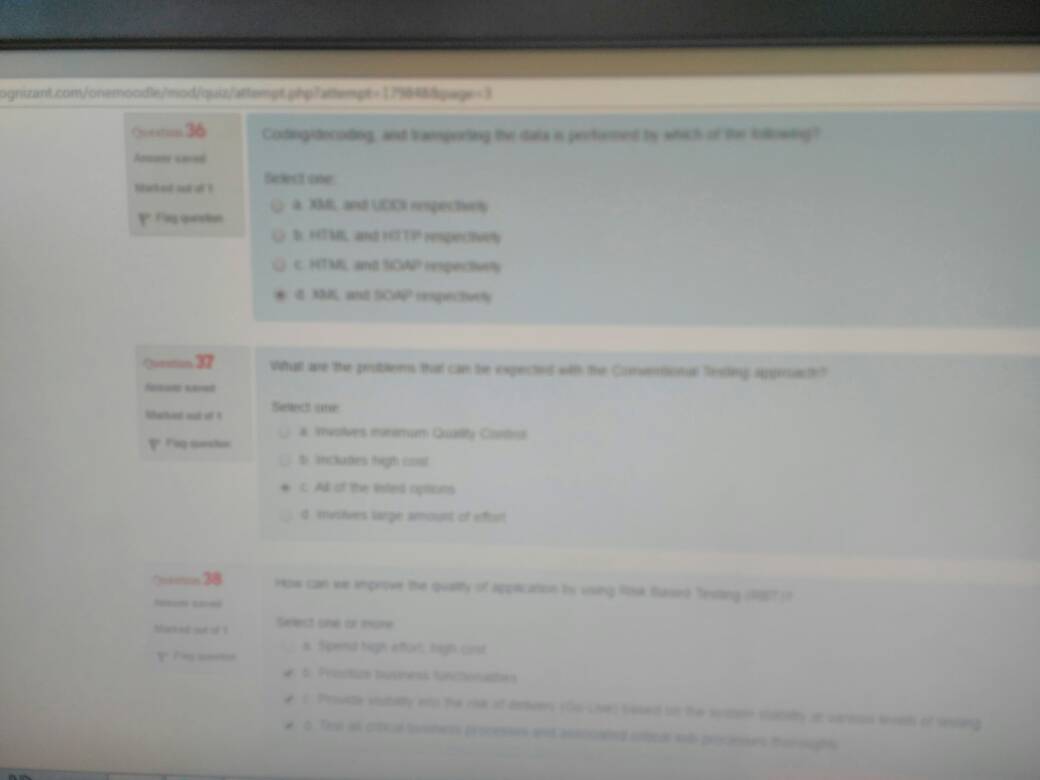 ognizant.com/onemoodle/mod/quiz/attempt.php?attempt=
Question 36
Answer saved
Marked out of 1
Flag question
Coding/decoding, and transporting the data is performed by which of the following?
Select one:
a. XML and UDDI respectively
b. HTML and HTTP respectively
c. HTML and SOAP respectively
d. XML and SOAP respectively
Question 37
Answer saved
Marked out of 1
Flag question
What are the problems that can be expected with the Conventional Testing approach?
Select one:
a. Involves minimum Quality Control
b. Includes high cost
c. All of the listed options
d. Involves large amount of effort
Question 38
Answer saved
Marked out of 1
Flag question
How can we improve the quality of application by using Risk Based Testing (RBT)?
Select one or more:
a. Spend high effort, high cost
b. Prioritize business functionalities
c. Provide visibility into the risk of delivery (Go-Live) based on the system stability at various levels of testing
d. Test all critical business processes and associated critical sub processes thoroughly